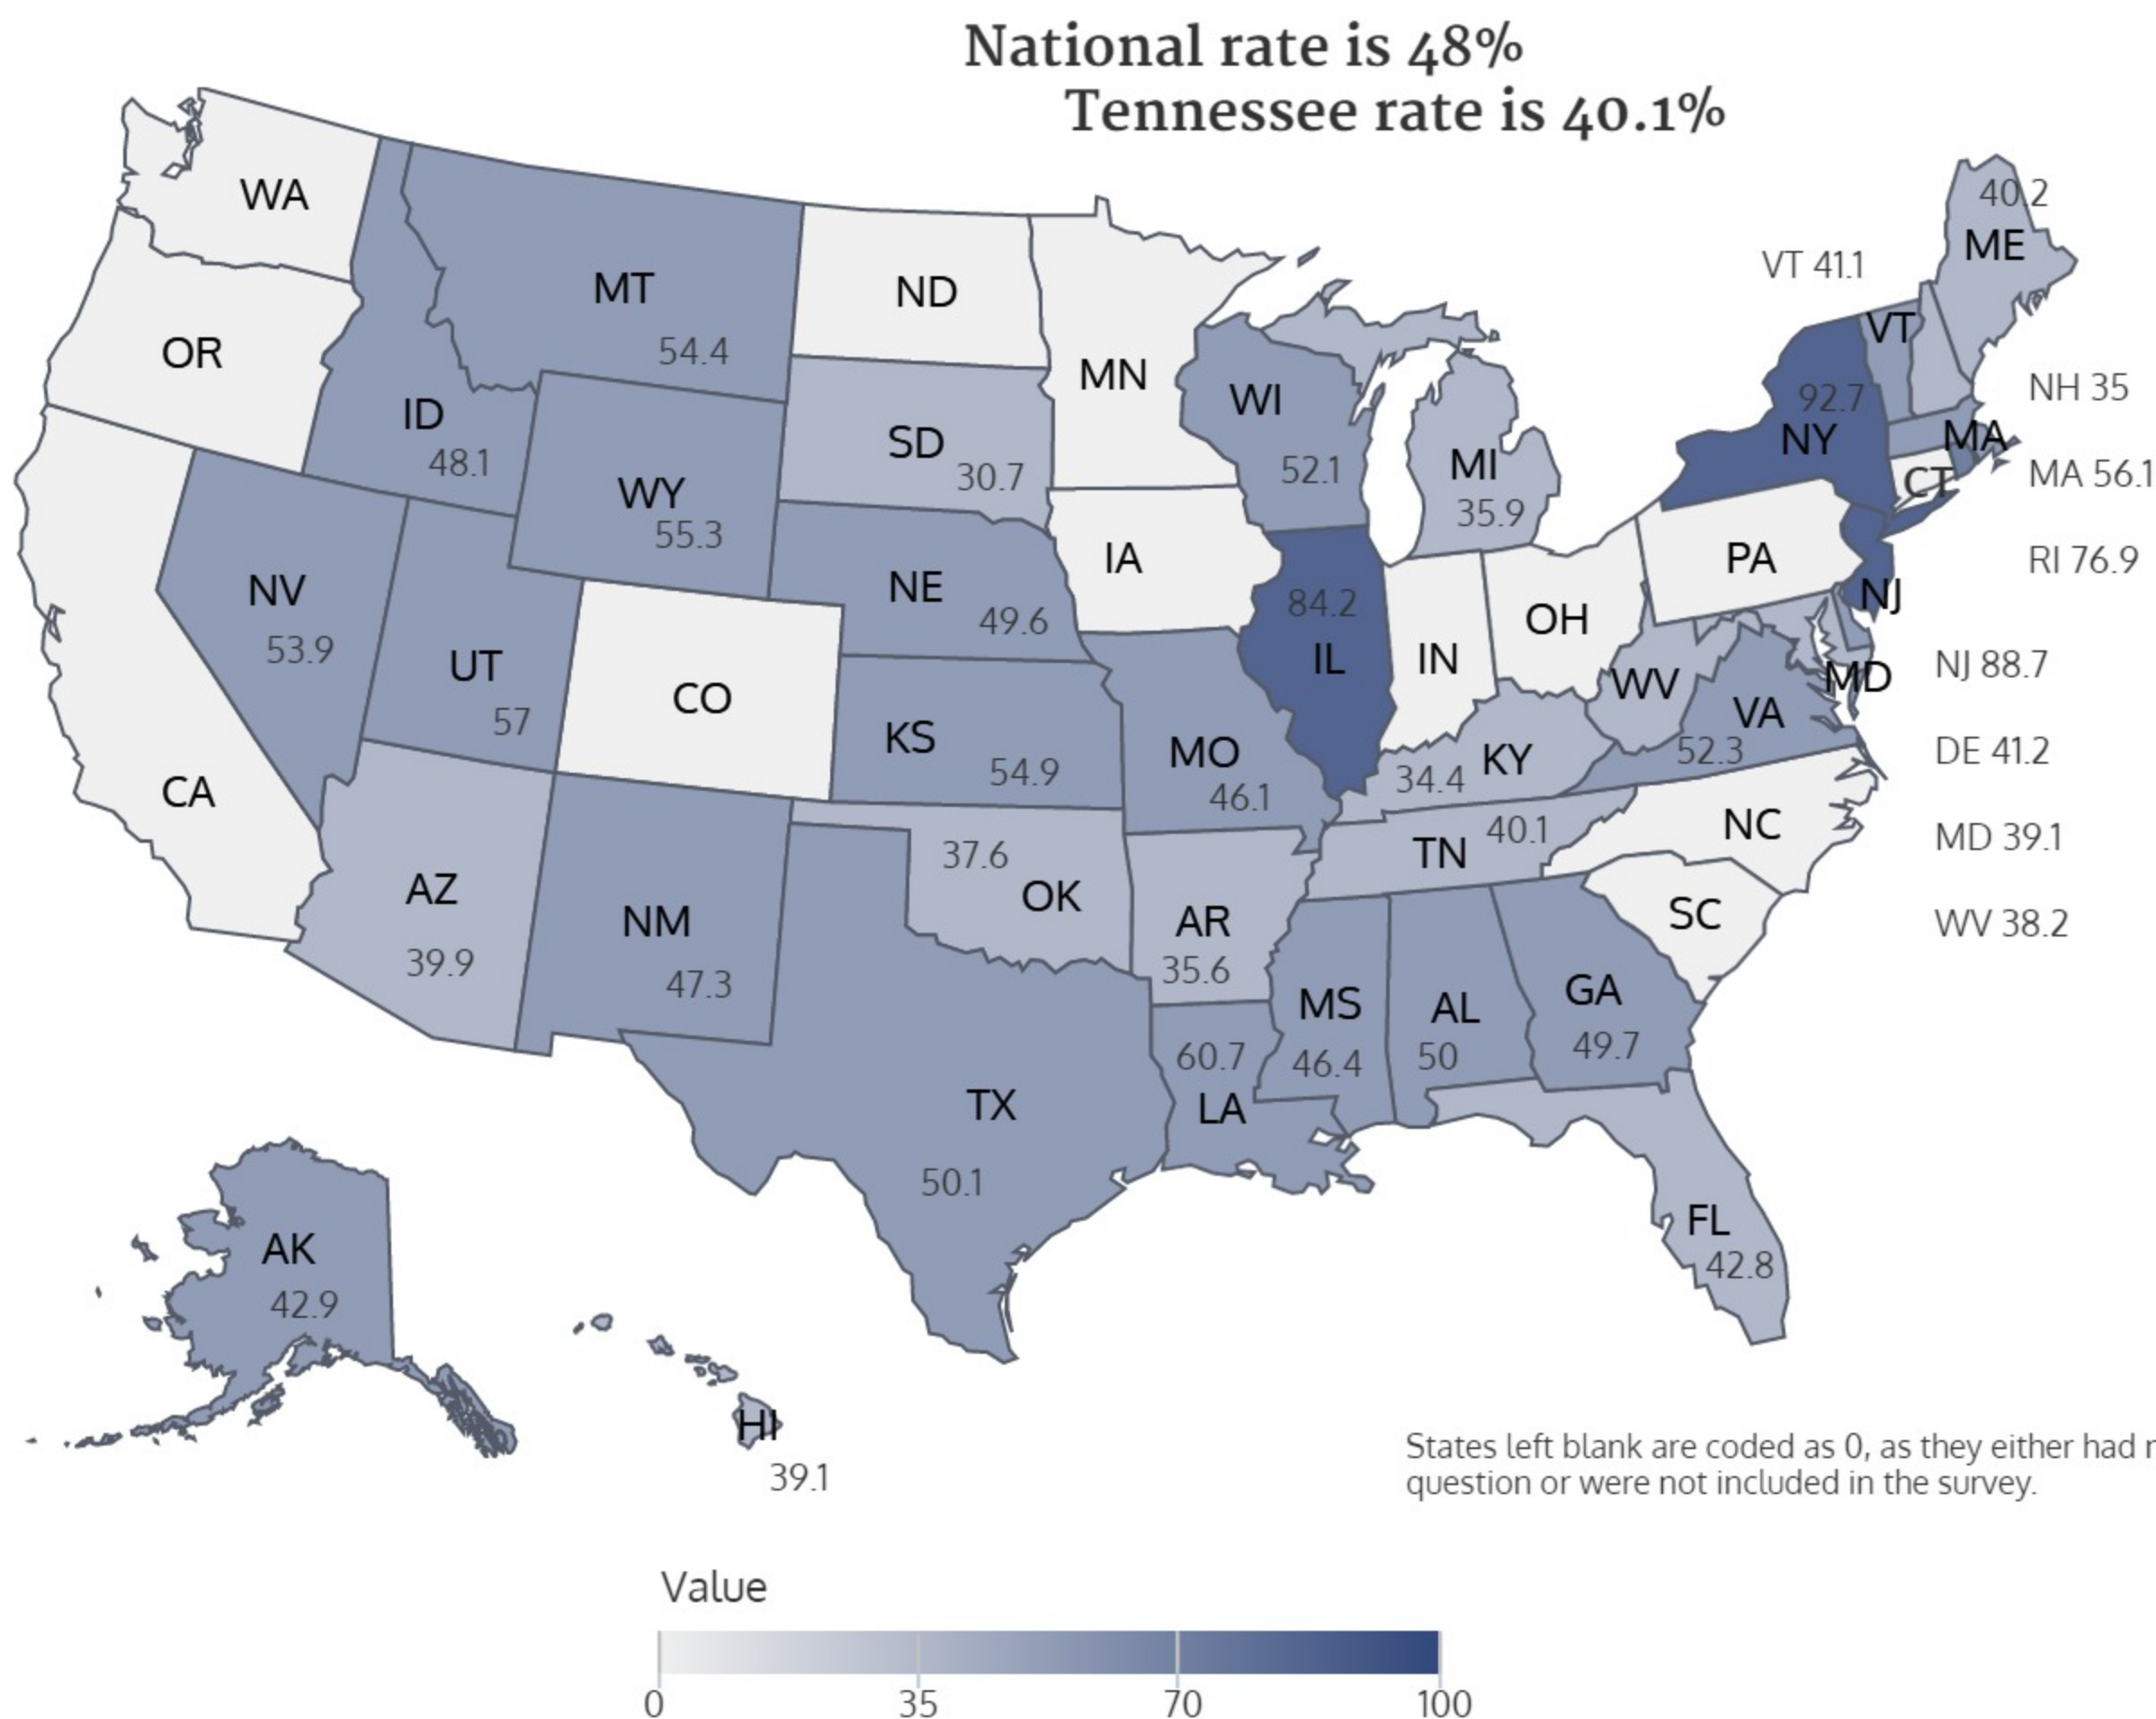 National rate is 48%
Tennessee rate is 40.1%
WA
40.2
ME
VT 41.1
MT
ND
OR
VT
54.4
MN
NH 35
92.7
WI
ID
NY
MA
SD
48.1
52.1
MI
MA 56.1
30.7
CT
WY
35.9
55.3
IA
PA
RI 76.9
NV
NE
84.2
NJ
49.6
OH
53.9
UT
IL
IN
NJ 88.7
CO
WV
MD
57
KS
VA
MO
52.3
DE 41.2
54.9
34.4
KY
CA
46.1
NC
40.1
MD 39.1
37.6
TN
AZ
OK
NM
AR
SC
WV 38.2
39.9
35.6
47.3
MS
AL
GA
60.7
46.4
50
49.7
TX
LA
50.1
FL
AK
42.8
42.9
HI
39.1
States left blank are coded as 0, as they either had
question or were not included in the survey.
Value
0 35 70 100